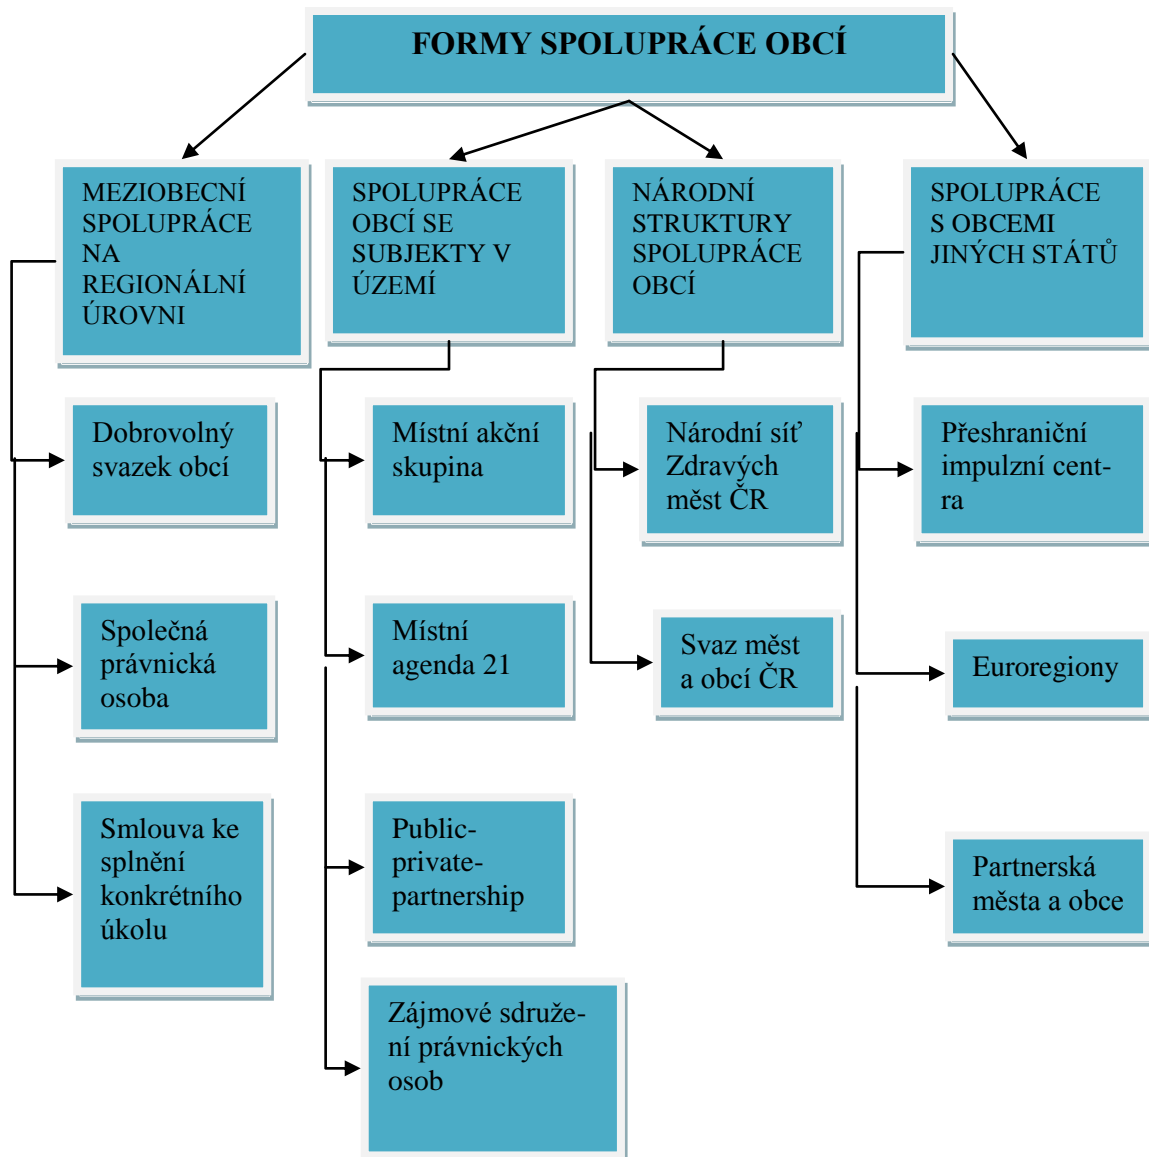 FORMY SPOLUPRÁCE OBCÍ
MEZIOBECNÍ
SPOLUPRÁCE
NA
REGIONÁLNÍ
ÚROVNI
SPOLUPRÁCE
OBCÍ SE
SUBJEKTY V
ÚZEMÍ
NÁRODNÍ
STRUKTURY
SPOLUPRÁCE
OBCÍ
SPOLUPRÁCE
S OBCEMI
JINÝCH STÁTŮ
Dobrovolný
svazek obcí
Místní akční
skupina
Národní síť
Zdravých
měst ČR
Přeshraniční
impulzní cent-
ra
Společná
právnická
osoba
Místní
agenda 21
Svaz měst
a obcí ČR
Euroregiony
Smlouva ke
splnění
konkrétního
úkolu
Public-
private-
partnership
Partnerská
města a obce
Zájmové sdruže-
ní právnických
osob